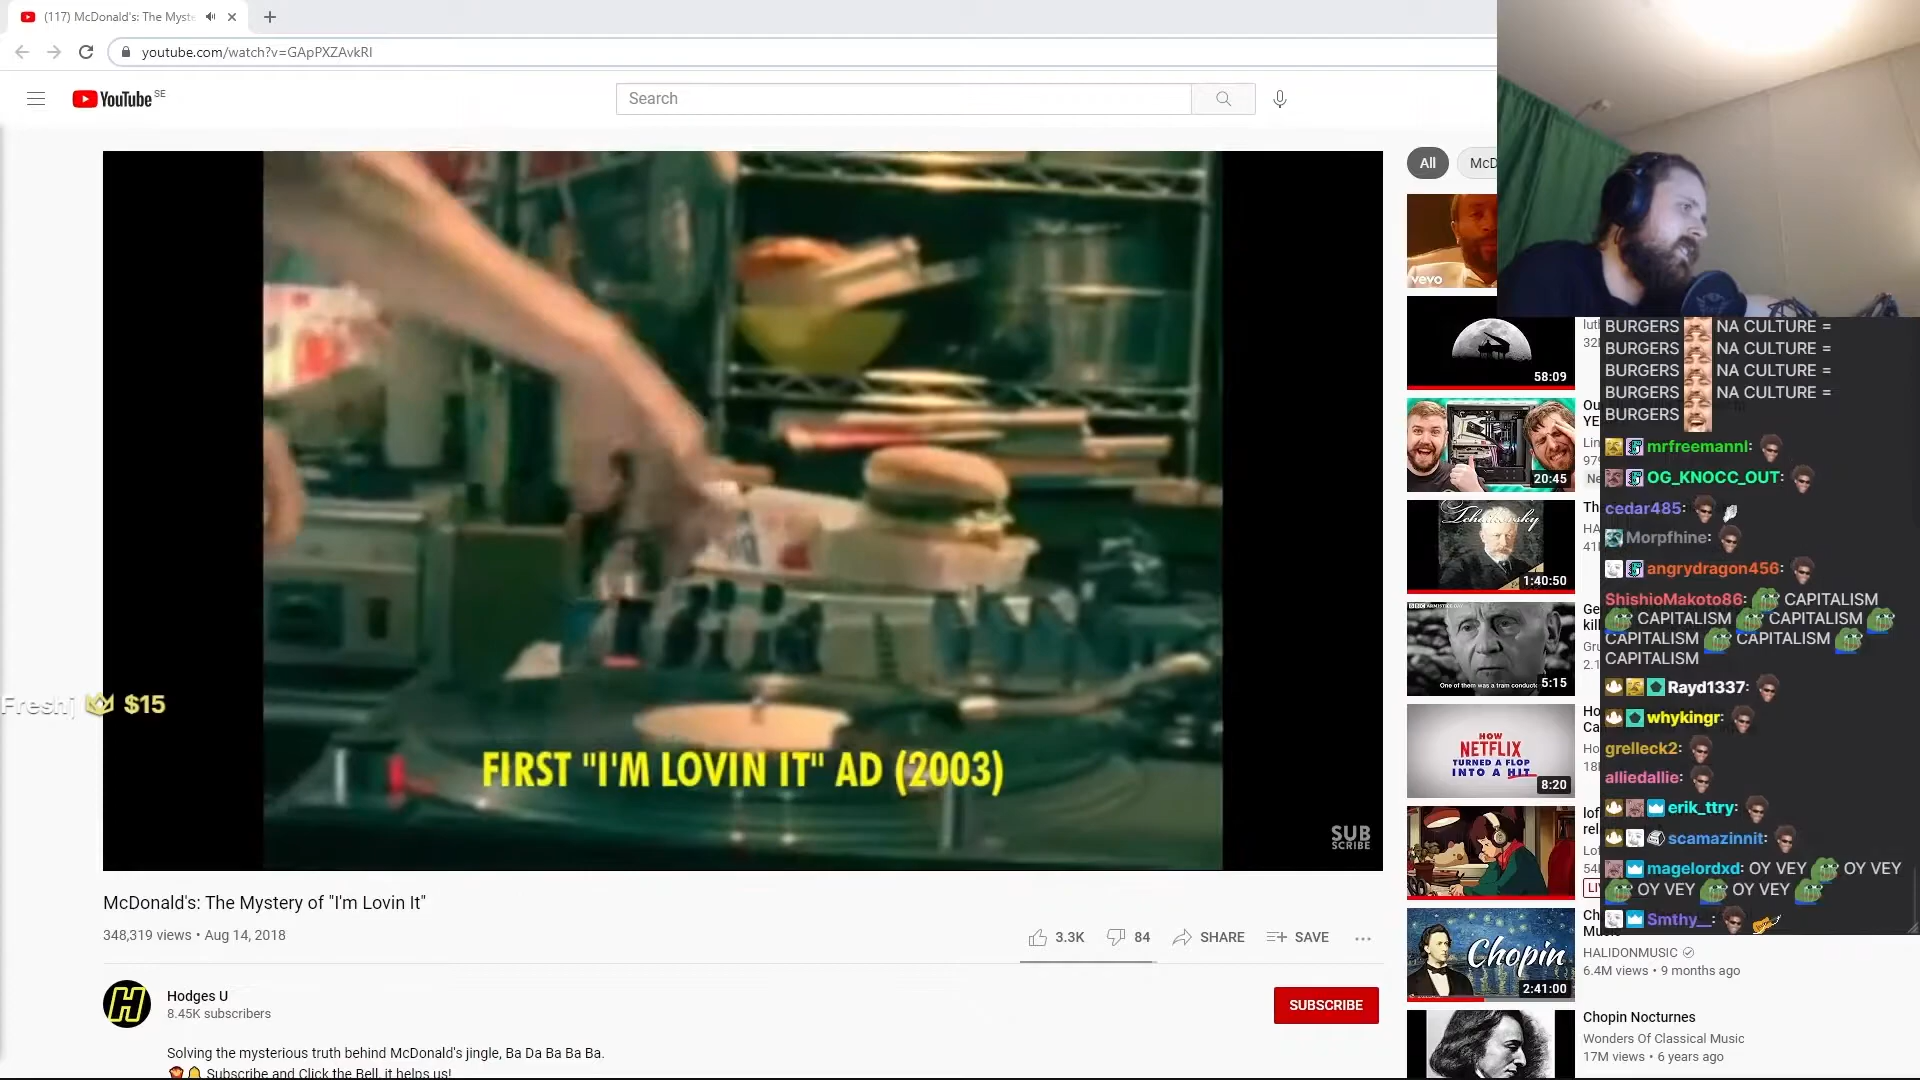 (117) McDonald's: The Myst
youtube.com/watch?v=GApPXZAvkRI
YouTube SE
Search
All
McD
vevo
58:09
20:45
Tchaikovsky
1:40:50
5:15
HOW
NETFLIX
TURNED A FLOP
INTO A HIT
8:20
Chopin
2:41:00
HALIDONMUSIC
6.4M views • 9 months ago
Chopin Nocturnes
Wonders Of Classical Music
17M views • 6 years ago
BURGERS NA CULTURE =
BURGERS NA CULTURE =
BURGERS NA CULTURE =
BURGERS NA CULTURE =
BURGERS
mrfreemannl:
OG_KNOCC_OUT:
cedar485:
Morpfhine:
angrydragon456:
ShishioMakoto86: CAPITALISM
CAPITALISM CAPITALISM
CAPITALISM CAPITALISM
CAPITALISM
Rayd1337:
whykingr:
grelleck2:
alliedallie:
erik_ttry:
scamazinnit:
magelordxd: OY VEY OY VEY
OY VEY OY VEY
Smthy__:
Freshj $15
FIRST "I'M LOVIN IT" AD (2003)
SUB
SCRIBE
McDonald's: The Mystery of "I'm Lovin It"
348,319 views • Aug 14, 2018
3.3K
84
SHARE
SAVE
Hodges U
8.45K subscribers
SUBSCRIBE
Solving the mysterious truth behind McDonald's jingle, Ba Da Ba Ba Ba.
Subscribe and Click the Bell, it helps us!